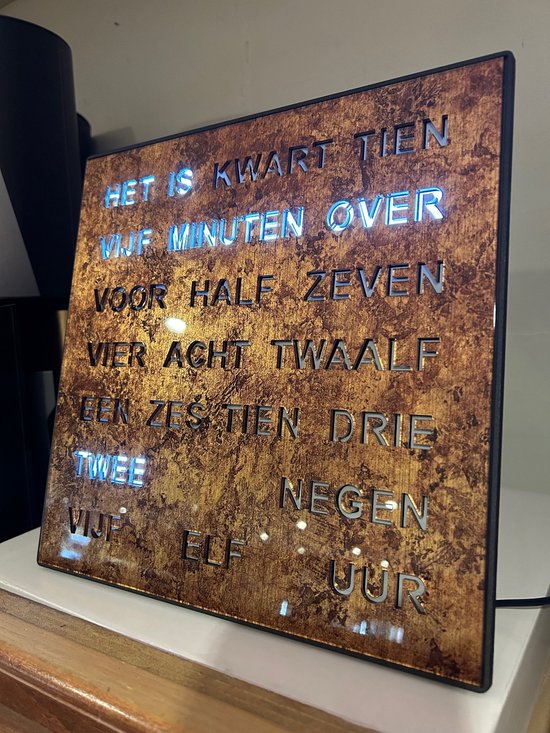 HET IS KWART TIEN
VIJF MINUTEN OVER
VOOR HALF ZEVEN
VIER ACHT TWAALF
EEN ZES TIEN DRIE
TWEE NEGEN
VIJF ELF UUR